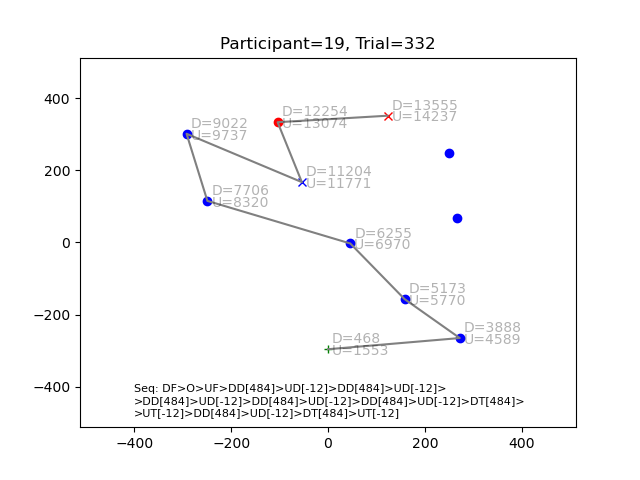 Participant=19, Trial=332
400
200
0
−200
−400
D=13555
U=14237
D=12254
U=13074
D=9022
U=9737
D=11204
U=11771
D=7706
U=8320
D=6255
U=6970
D=5173
U=5770
D=3888
U=4589
D=468
U=1553
Seq: DF>O>UF>DD[484]>UD[-12]>DD[484]>UD[-12]>
>DD[484]>UD[-12]>DD[484]>UD[-12]>DD[484]>UD[-12]>DT[484]>
>UT[-12]>DD[484]>UD[-12]>DT[484]>UT[-12]
−400 −200 0 200 400